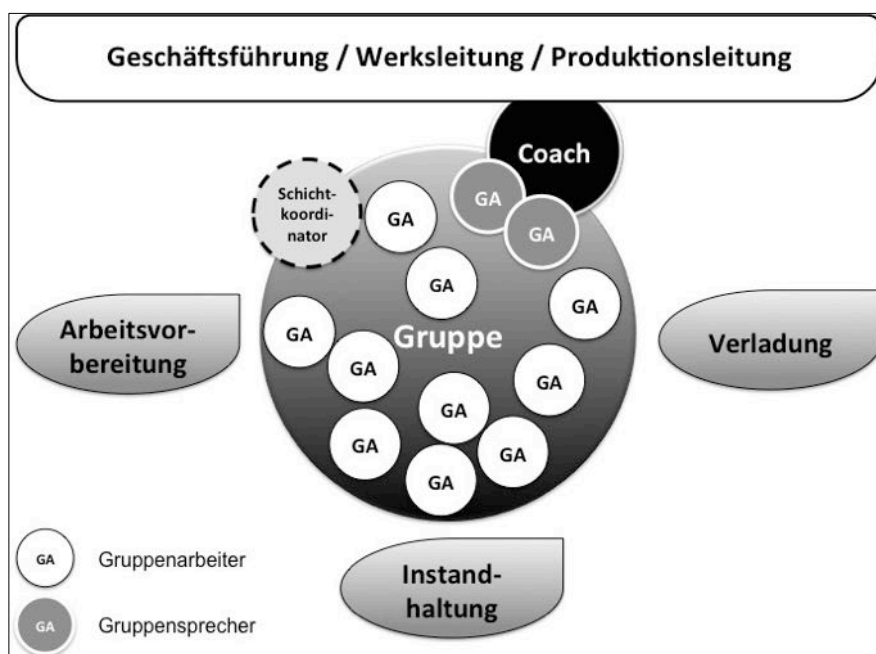 Geschäftsführung / Werksleitung / Produktionsleitung
Coach
Schicht-
koordi-
nator
GA
GA
GA
GA
GA
GA
Arbeitsvor-
bereitung
Gruppe
Verladung
GA
GA
GA
GA
GA
GA
GA
Instand-
haltung
GA Gruppenarbeiter
GA Gruppensprecher